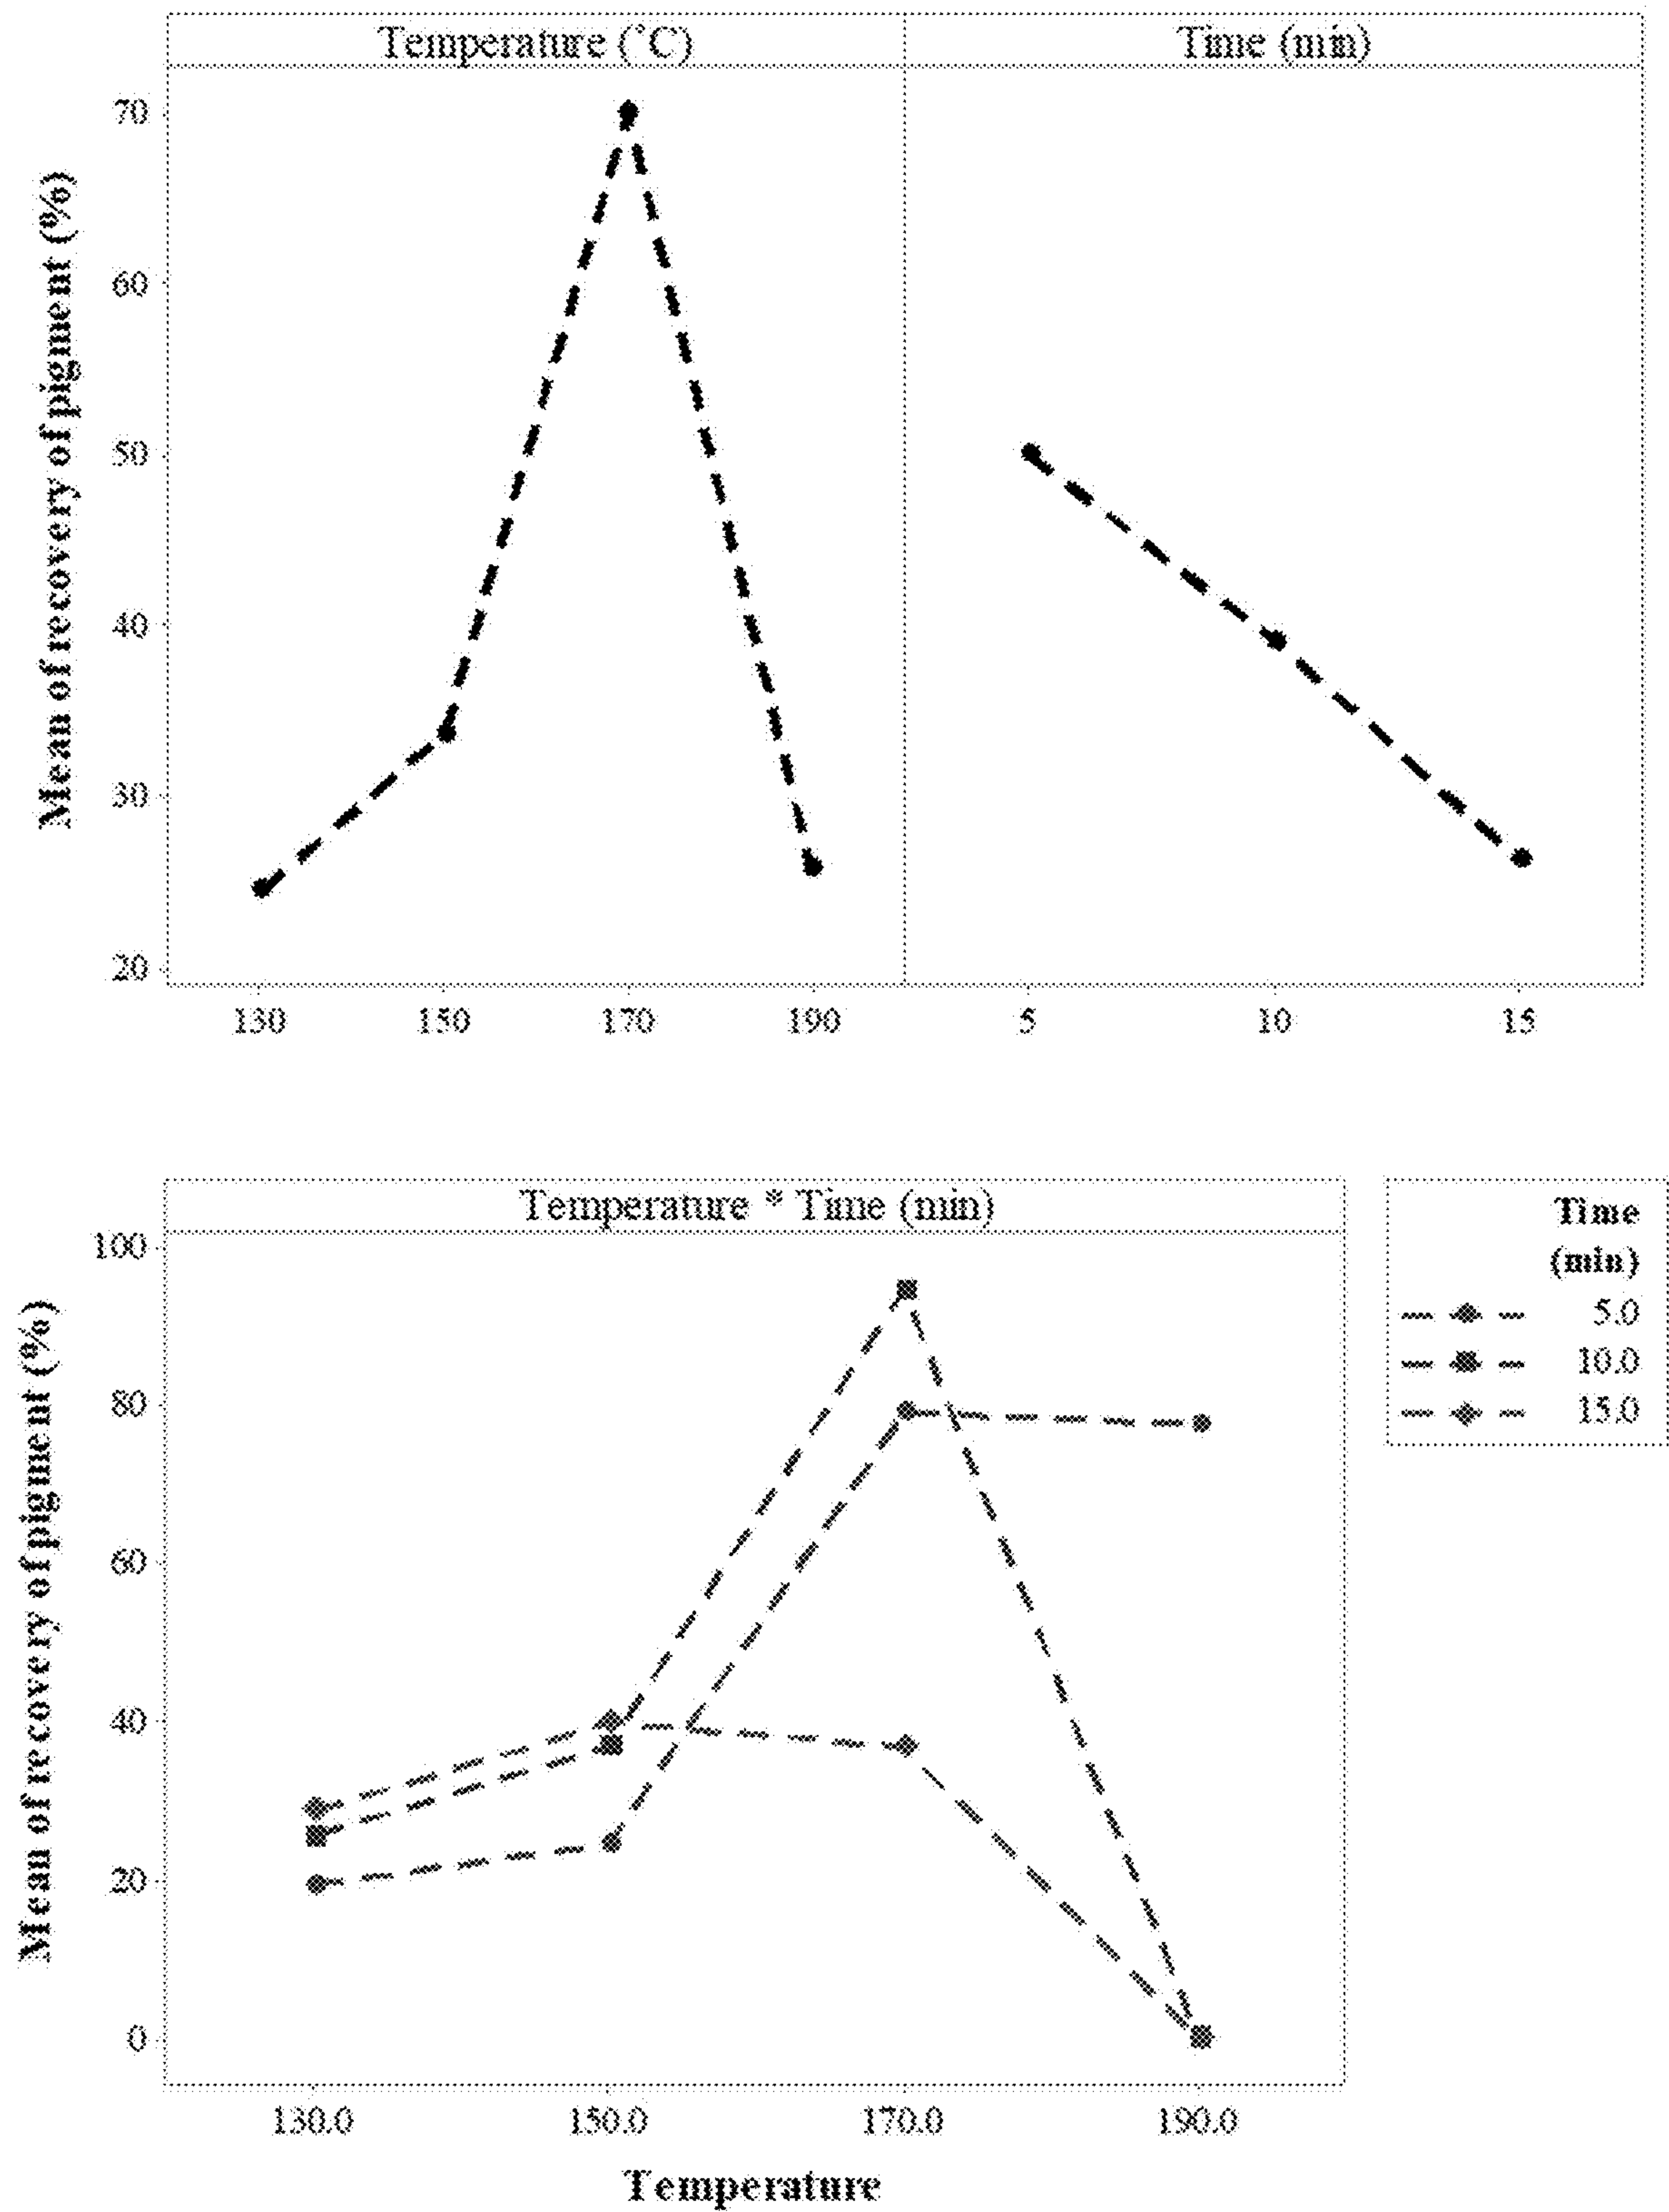 Temperature (°C) Time (min)
Mean of recovery of pigment (%)
70
60
50
40
30
20
130 150 170 190 5 10 15
Temperature * Time (min)
Mean of recovery of pigment (%)
100
80
60
40
20
0
130.0 150.0 170.0 190.0
Temperature
Time
(min)
5.0
10.0
15.0